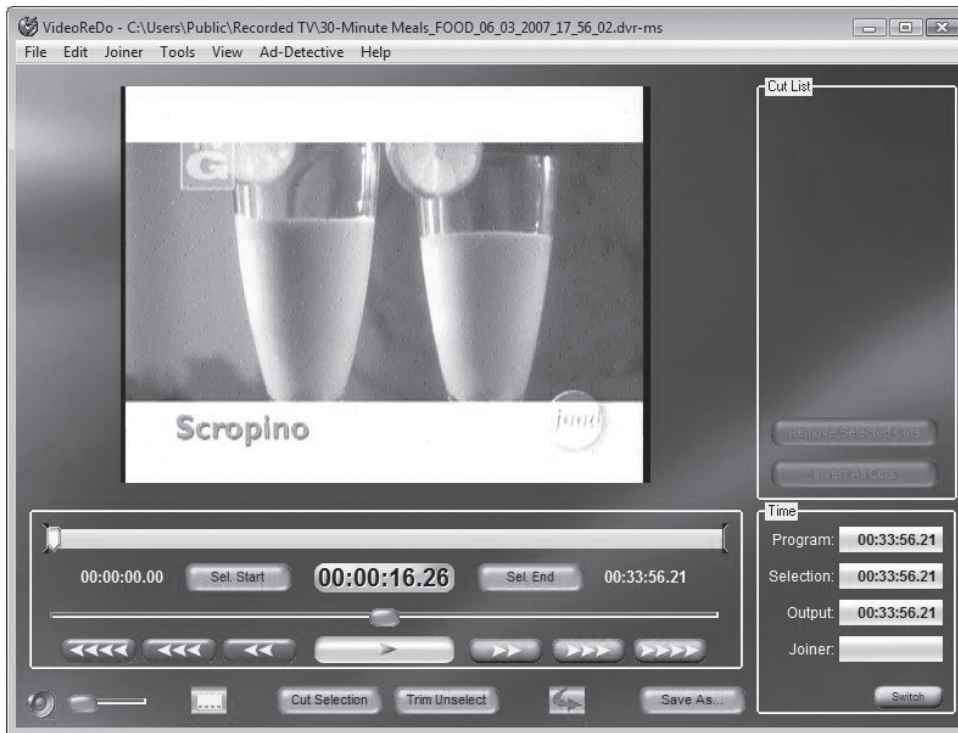 VideoReDo - C:\Users\Public\Recorded TV\30-Minute Meals_FOOD_06_03_2007_17_56_02.dvr-ms
File Edit Joiner Tools View Ad-Detective Help
Cut List
G
Scropino
food
Remove Selected Cuts
Invert All Cuts
Time
Program: 00:33:56.21
Selection: 00:33:56.21
Output: 00:33:56.21
Joiner:
Switch
00:00:00.00 Sel. Start 00:00:16.26 Sel. End 00:33:56.21
Cut Selection Trim Unselect Save As...